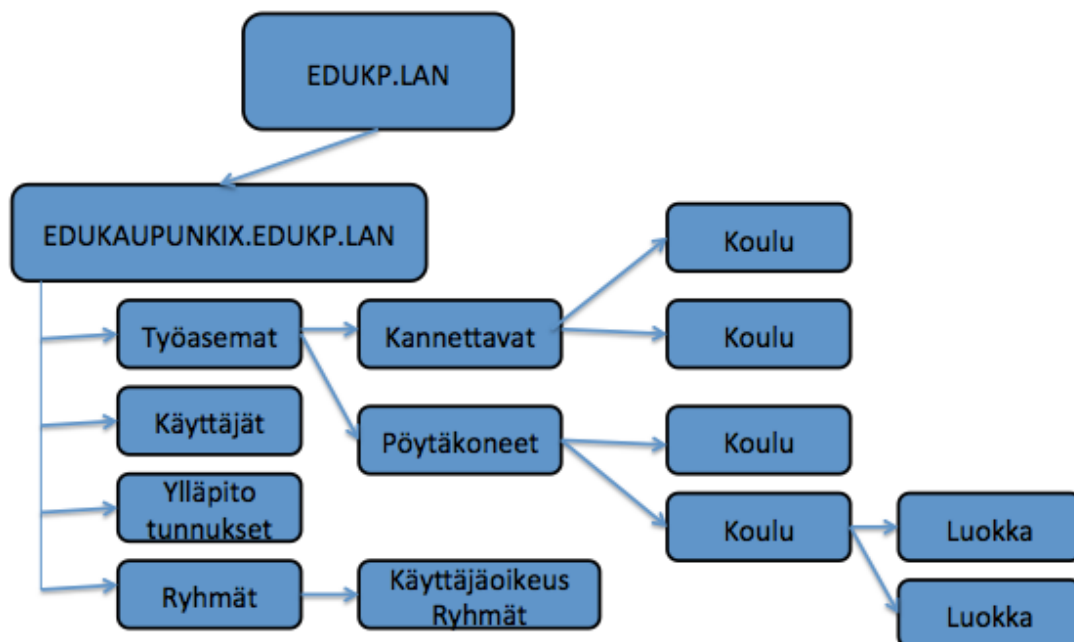 EDUKP.LAN
EDUKAUPUNKIX.EDUKP.LAN
Koulu
Työasemat
Kannettavat
Koulu
Käyttäjät
Pöytäkoneet
Koulu
Ylläpito
tunnukset
Koulu
Luokka
Ryhmät
Käyttäjäoikeus
Ryhmät
Luokka